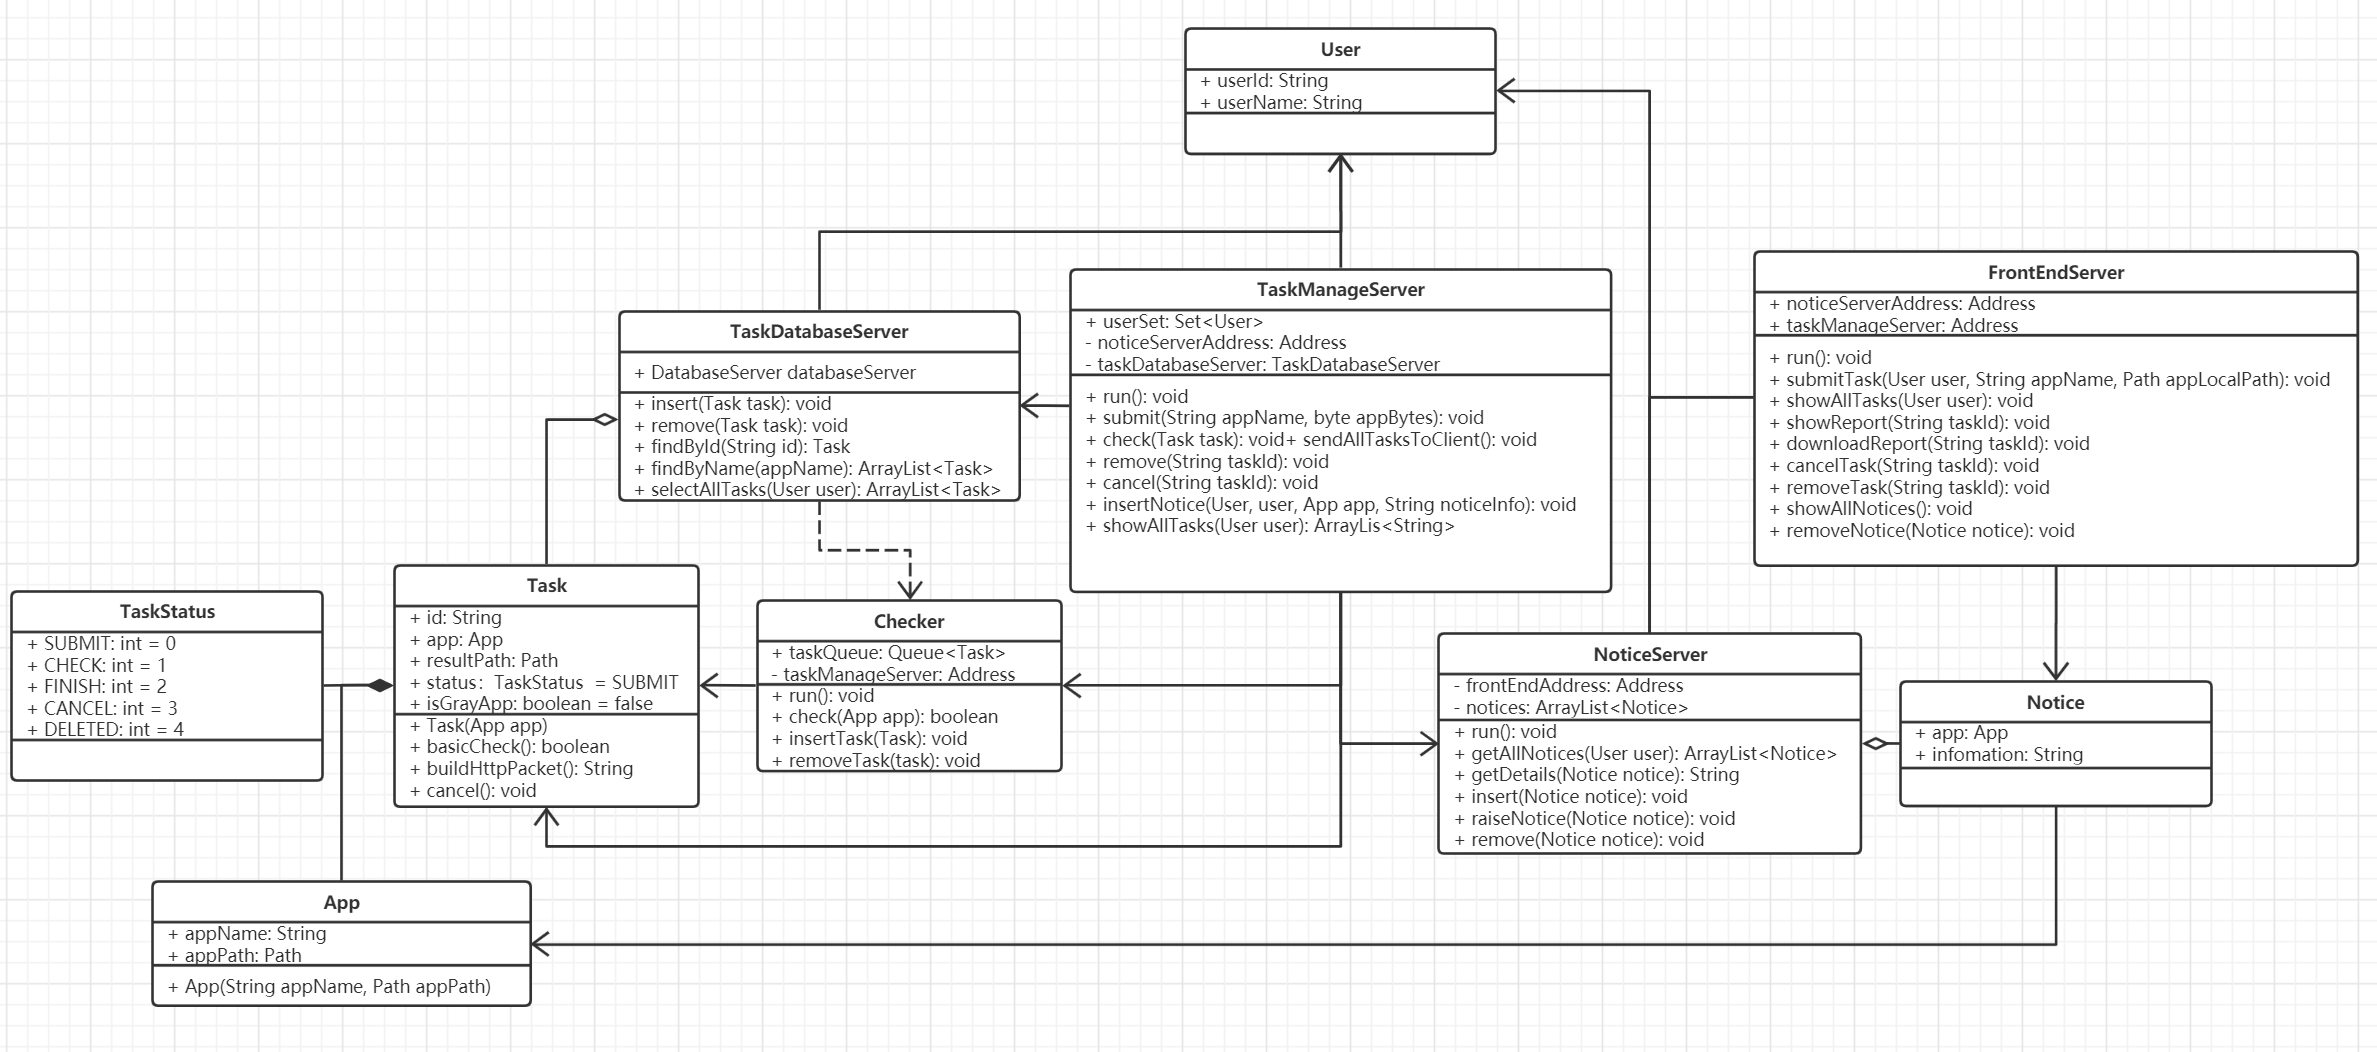 User
+ userId: String
+ userName: String
TaskManageServer
+ userSet: Set<User>
- noticeServerAddress: Address
- taskDatabaseServer: TaskDatabaseServer
+ run(): void
+ submit(String appName, byte appBytes): void
+ check(Task task): void+ sendAllTasksToClient(): void
+ remove(String taskId): void
+ cancel(String taskId): void
+ insertNotice(User, user, App app, String noticeInfo): void
+ showAllTasks(User user): ArrayLis<String>
FrontEndServer
+ noticeServerAddress: Address
+ taskManageServer: Address
+ run(): void
+ submitTask(User user, String appName, Path appLocalPath): void
+ showAllTasks(User user): void
+ showReport(String taskId): void
+ downloadReport(String taskId): void
+ cancelTask(String taskId): void
+ removeTask(String taskId): void
+ showAllNotices(): void
+ removeNotice(Notice notice): void
TaskDatabaseServer
+ DatabaseServer databaseServer
+ insert(Task task): void
+ remove(Task task): void
+ findById(String id): Task
+ findByName(appName): ArrayList<Task>
+ selectAllTasks(User user): ArrayList<Task>
TaskStatus
+ SUBMIT: int = 0
+ CHECK: int = 1
+ FINISH: int = 2
+ CANCEL: int = 3
+ DELETED: int = 4
Task
+ id: String
+ app: App
+ resultPath: Path
+ status：TaskStatus = SUBMIT
+ isGrayApp: boolean = false
+ Task(App app)
+ basicCheck(): boolean
+ buildHttpPacket(): String
+ cancel(): void
Checker
+ taskQueue: Queue<Task>
- taskManageServer: Address
+ run(): void
+ check(App app): boolean
+ insertTask(Task): void
+ removeTask(task): void
NoticeServer
- frontEndAddress: Address
- notices: ArrayList<Notice>
+ run(): void
+ getAllNotices(User user): ArrayList<Notice>
+ getDetails(Notice notice): String
+ insert(Notice notice): void
+ raiseNotice(Notice notice): void
+ remove(Notice notice): void
Notice
+ app: App
+ infomation: String
App
+ appName: String
+ appPath: Path
+ App(String appName, Path appPath)